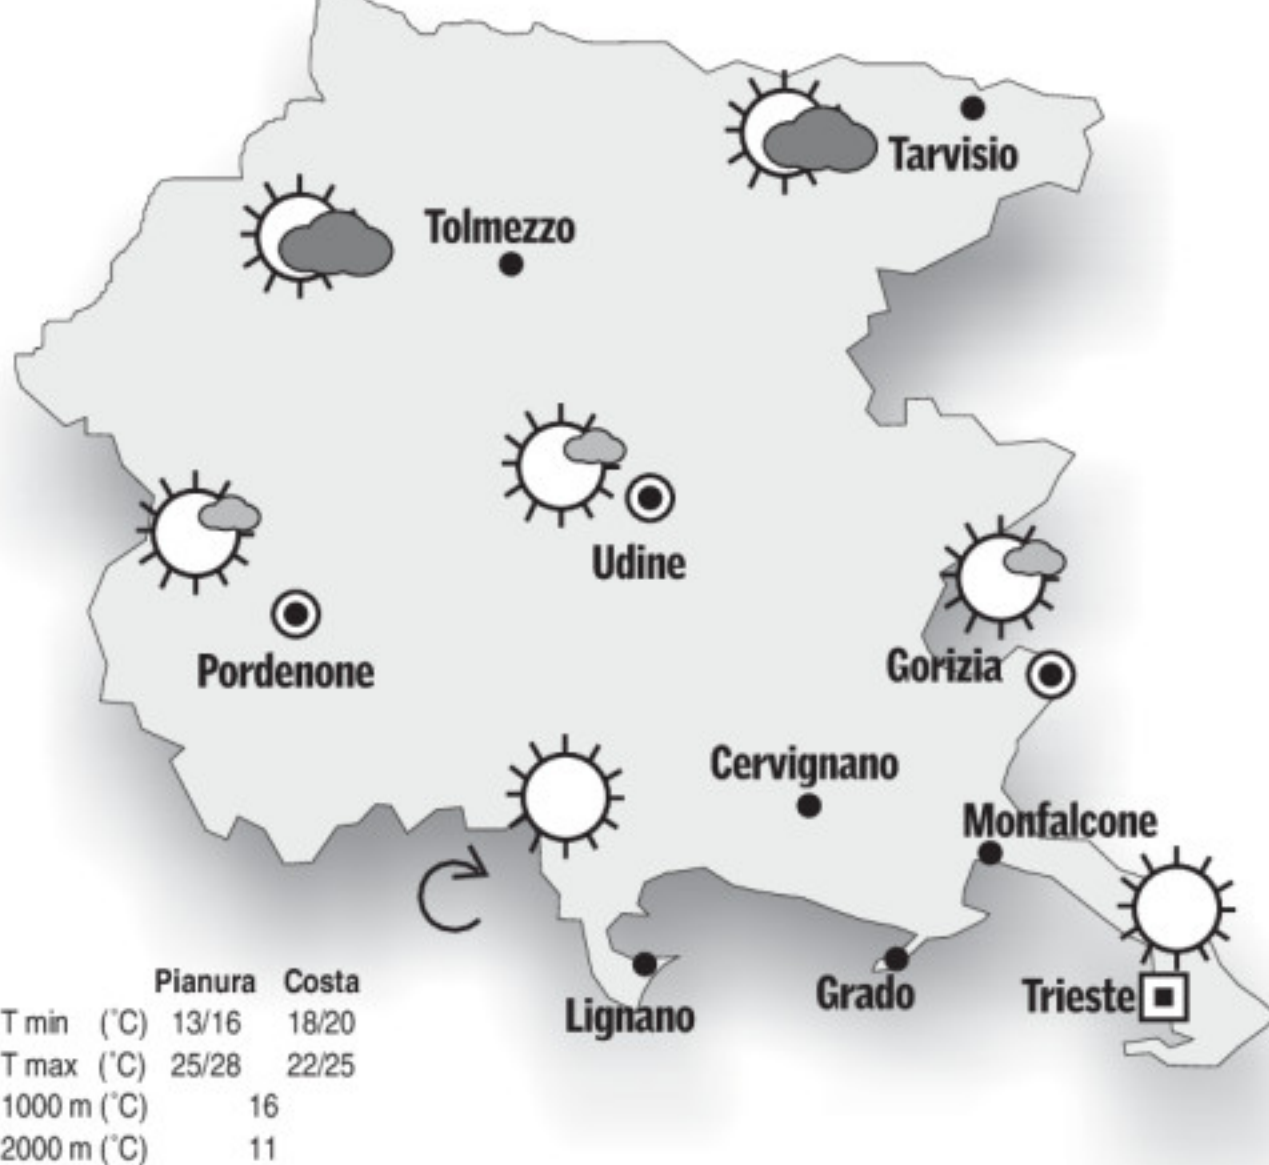 Tarvisio
Tolmezzo
Udine
Pordenone
Gorizia
Cervignano
Monfalcone
Lignano
Grado
Trieste
Pianura Costa
T min (°C) 13/16 18/20
T max (°C) 25/28 22/25
1000 m (°C) 16
2000 m (°C) 11